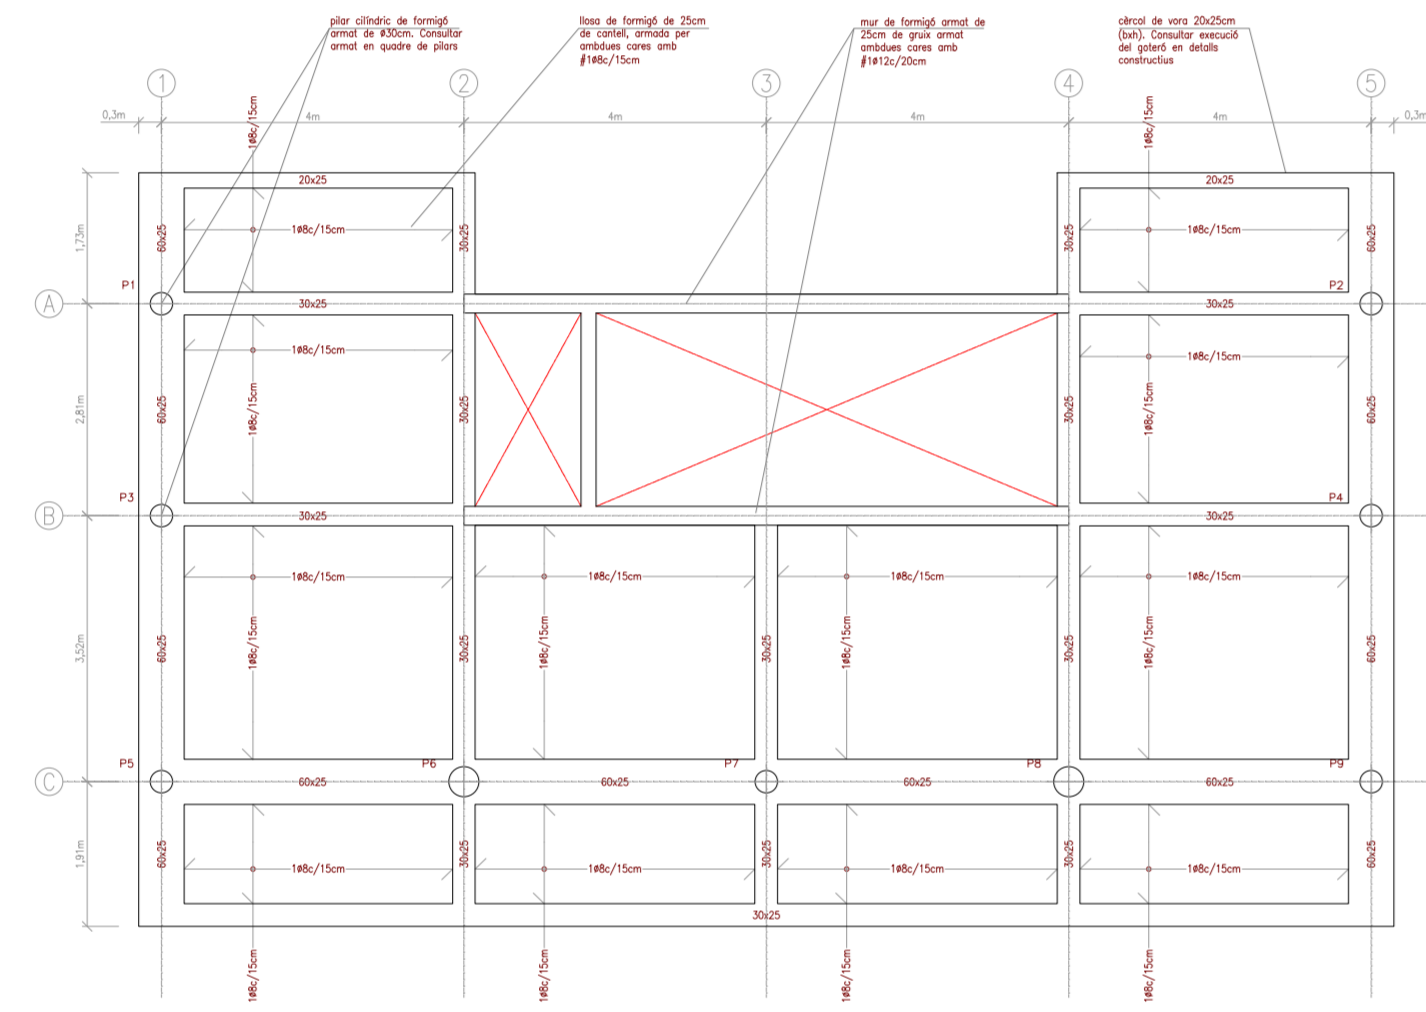 pilar cilíndric de formigó
armat de ø30cm. Consultar
armat en quadre de pilars
llosa de formigó de 25cm
de cantell, armada per
ambdues cares amb
#1ø8c/15cm
mur de formigó armat de
25cm de gruix armat
ambdues cares amb
#1ø12c/20cm
cèrcol de vora 20x25cm
(bxh). Consultar execució
del goteró en detalls
constructius
1
2
3
4
5
0,3m
4m
4m
4m
4m
0,3m
1ø8c/15cm
1ø8c/15cm
20x25
20x25
1,73m
60x25
1ø8c/15cm
30x25
30x25
1ø8c/15cm
60x25
P1
P2
A
30x25
30x25
1ø8c/15cm
1ø8c/15cm
2,81m
60x25
1ø8c/15cm
30x25
30x25
1ø8c/15cm
60x25
P3
P4
B
30x25
30x25
1ø8c/15cm
1ø8c/15cm
1ø8c/15cm
1ø8c/15cm
3,52m
60x25
1ø8c/15cm
30x25
1ø8c/15cm
30x25
1ø8c/15cm
30x25
1ø8c/15cm
60x25
P5
P6
P7
P8
P9
C
60x25
60x25
60x25
60x25
1,91m
60x25
1ø8c/15cm
30x25
1ø8c/15cm
30x25
1ø8c/15cm
30x25
1ø8c/15cm
60x25
30x25
1ø8c/15cm
1ø8c/15cm
1ø8c/15cm
1ø8c/15cm